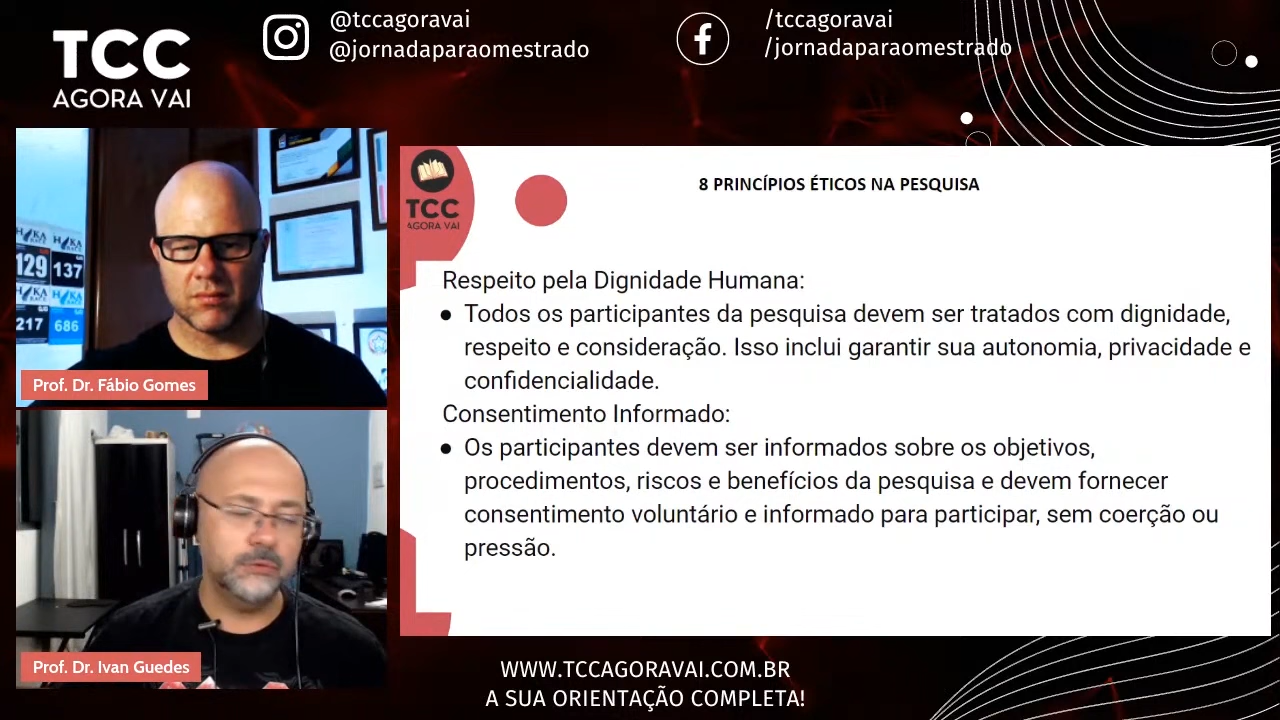 TCC
AGORA VAI
@tccagoravai
@jornadaparaomestrado
/tccagoravai
/jornadaparaomestrado
HOKA
129
137
217
686
Prof. Dr. Fábio Gomes
Prof. Dr. Ivan Guedes
TCC
AGORA VAI
8 PRINCÍPIOS ÉTICOS NA PESQUISA
Respeito pela Dignidade Humana:
● Todos os participantes da pesquisa devem ser tratados com dignidade,
respeito e consideração. Isso inclui garantir sua autonomia, privacidade e
confidencialidade.
Consentimento Informado:
● Os participantes devem ser informados sobre os objetivos,
procedimentos, riscos e benefícios da pesquisa e devem fornecer
consentimento voluntário e informado para participar, sem coerção ou
pressão.
WWW.TCCAGORAVAI.COM.BR
A SUA ORIENTAÇÃO COMPLETA!